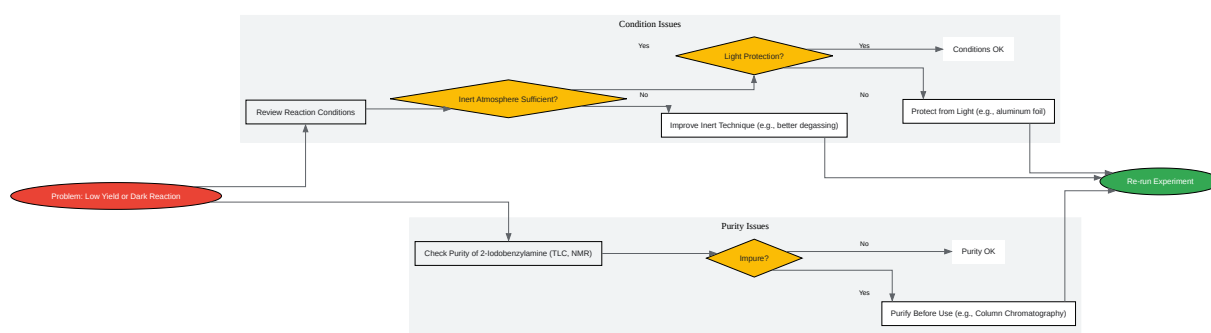 Condition Issues
Yes
Light Protection?
Yes
Conditions OK
Inert Atmosphere Sufficient?
No
No
Review Reaction Conditions
Improve Inert Technique (e.g., better degassing)
Protect from Light (e.g., aluminum foil)
Problem: Low Yield or Dark Reaction
Re-run Experiment
Purity Issues
Check Purity of 2-Iodobenzylamine (TLC, NMR)
Impure?
No
Purity OK
Yes
Purify Before Use (e.g., Column Chromatography)